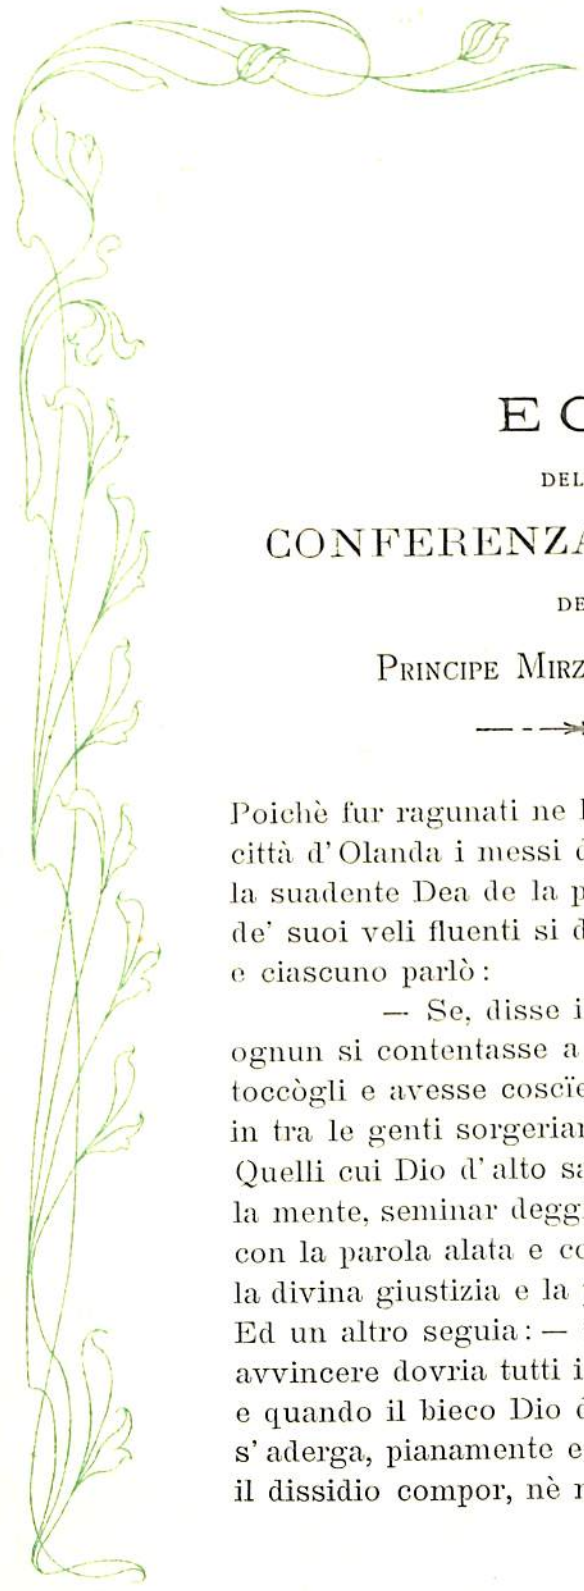 EC
DEL
CONFERENZA
DE
PRINCIPE MIRZ
Poichè fur ragunati ne l
città d' Olanda i messi d
la suadente Dea de la p
de' suoi veli fluenti si d
e ciascuno parlò :
— Se, disse i
ognun si contentasse a
toccògli e avesse coscïe
in tra le genti sorgerian
Quelli cui Dio d' alto sa
la mente, seminar degg
con la parola alata e co
la divina giustizia e la
Ed un altro seguia : —
avvincere dovria tutti i
e quando il bieco Dio d
s' aderga, pianamente e
il dissidio compor, nè